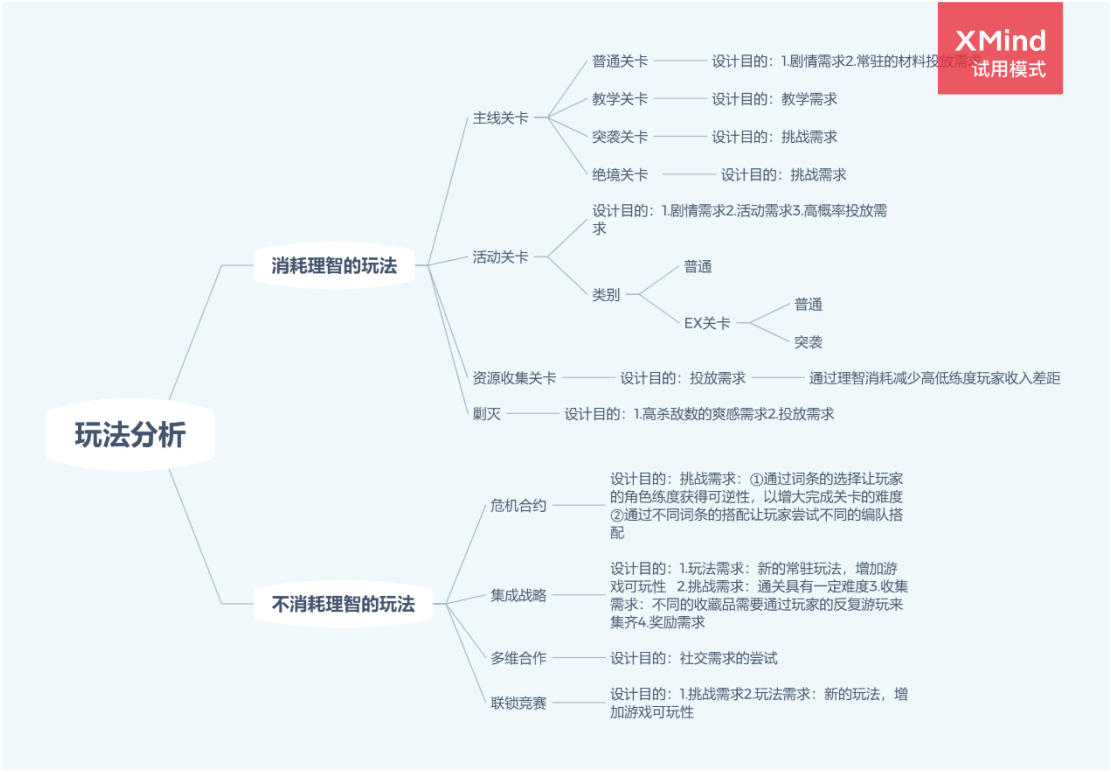 XMind
试用模式
普通关卡
设计目的：1.剧情需求2.常驻的材料投放需求
教学关卡
设计目的：教学需求
主线关卡
突袭关卡
设计目的：挑战需求
绝境关卡
设计目的：挑战需求
设计目的：1.剧情需求2.活动需求3.高概率投放需
求
活动关卡
消耗理智的玩法
普通
类别
普通
EX关卡
突袭
资源收集关卡
设计目的：投放需求
通过理智消耗减少高低练度玩家收入差距
剿灭
设计目的：1.高杀敌数的爽感需求2.投放需求
玩法分析
危机合约
设计目的：挑战需求：①通过词条的选择让玩家
的角色练度获得可逆性，以增大完成关卡的难度
②通过不同词条的搭配让玩家尝试不同的编队搭
配
不消耗理智的玩法
集成战略
设计目的：1.玩法需求：新的常驻玩法，增加游
戏可玩性 2.挑战需求：通关具有一定难度3.收集
需求：不同的收藏品需要通过玩家的反复游玩来
集齐4.奖励需求
多维合作
设计目的：社交需求的尝试
联锁竞赛
设计目的：1.挑战需求2.玩法需求：新的玩法，增
加游戏可玩性